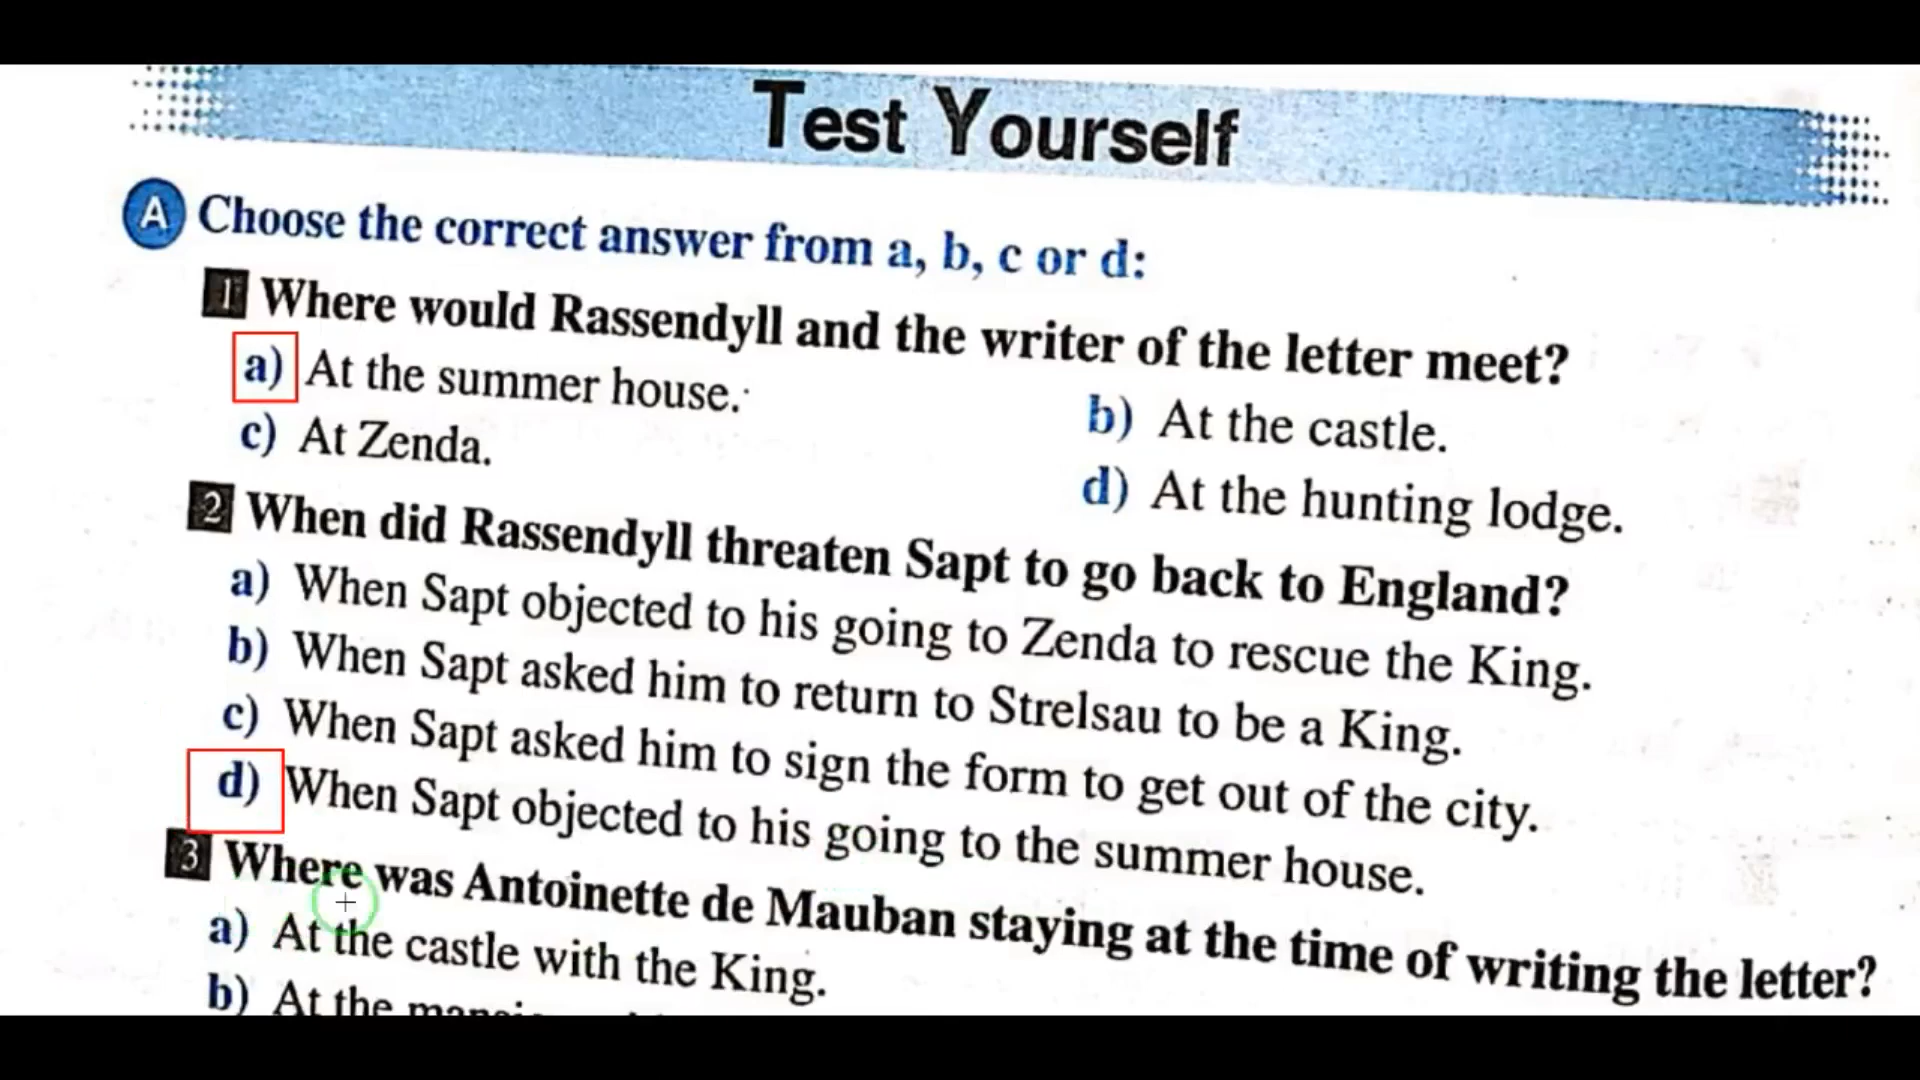 Test Yourself
A Choose the correct answer from a, b, c or d:
1 Where would Rassendyll and the writer of the letter meet?
a) At the summer house.
b) At the castle.
c) At Zenda.
d) At the hunting lodge.
2 When did Rassendyll threaten Sapt to go back to England?
a) When Sapt objected to his going to Zenda to rescue the King.
b) When Sapt asked him to return to Strelsau to be a King.
c) When Sapt asked him to sign the form to get out of the city.
d) When Sapt objected to his going to the summer house.
3 Where was Antoinette de Mauban staying at the time of writing the letter?
a) At the castle with the King.
b) At the